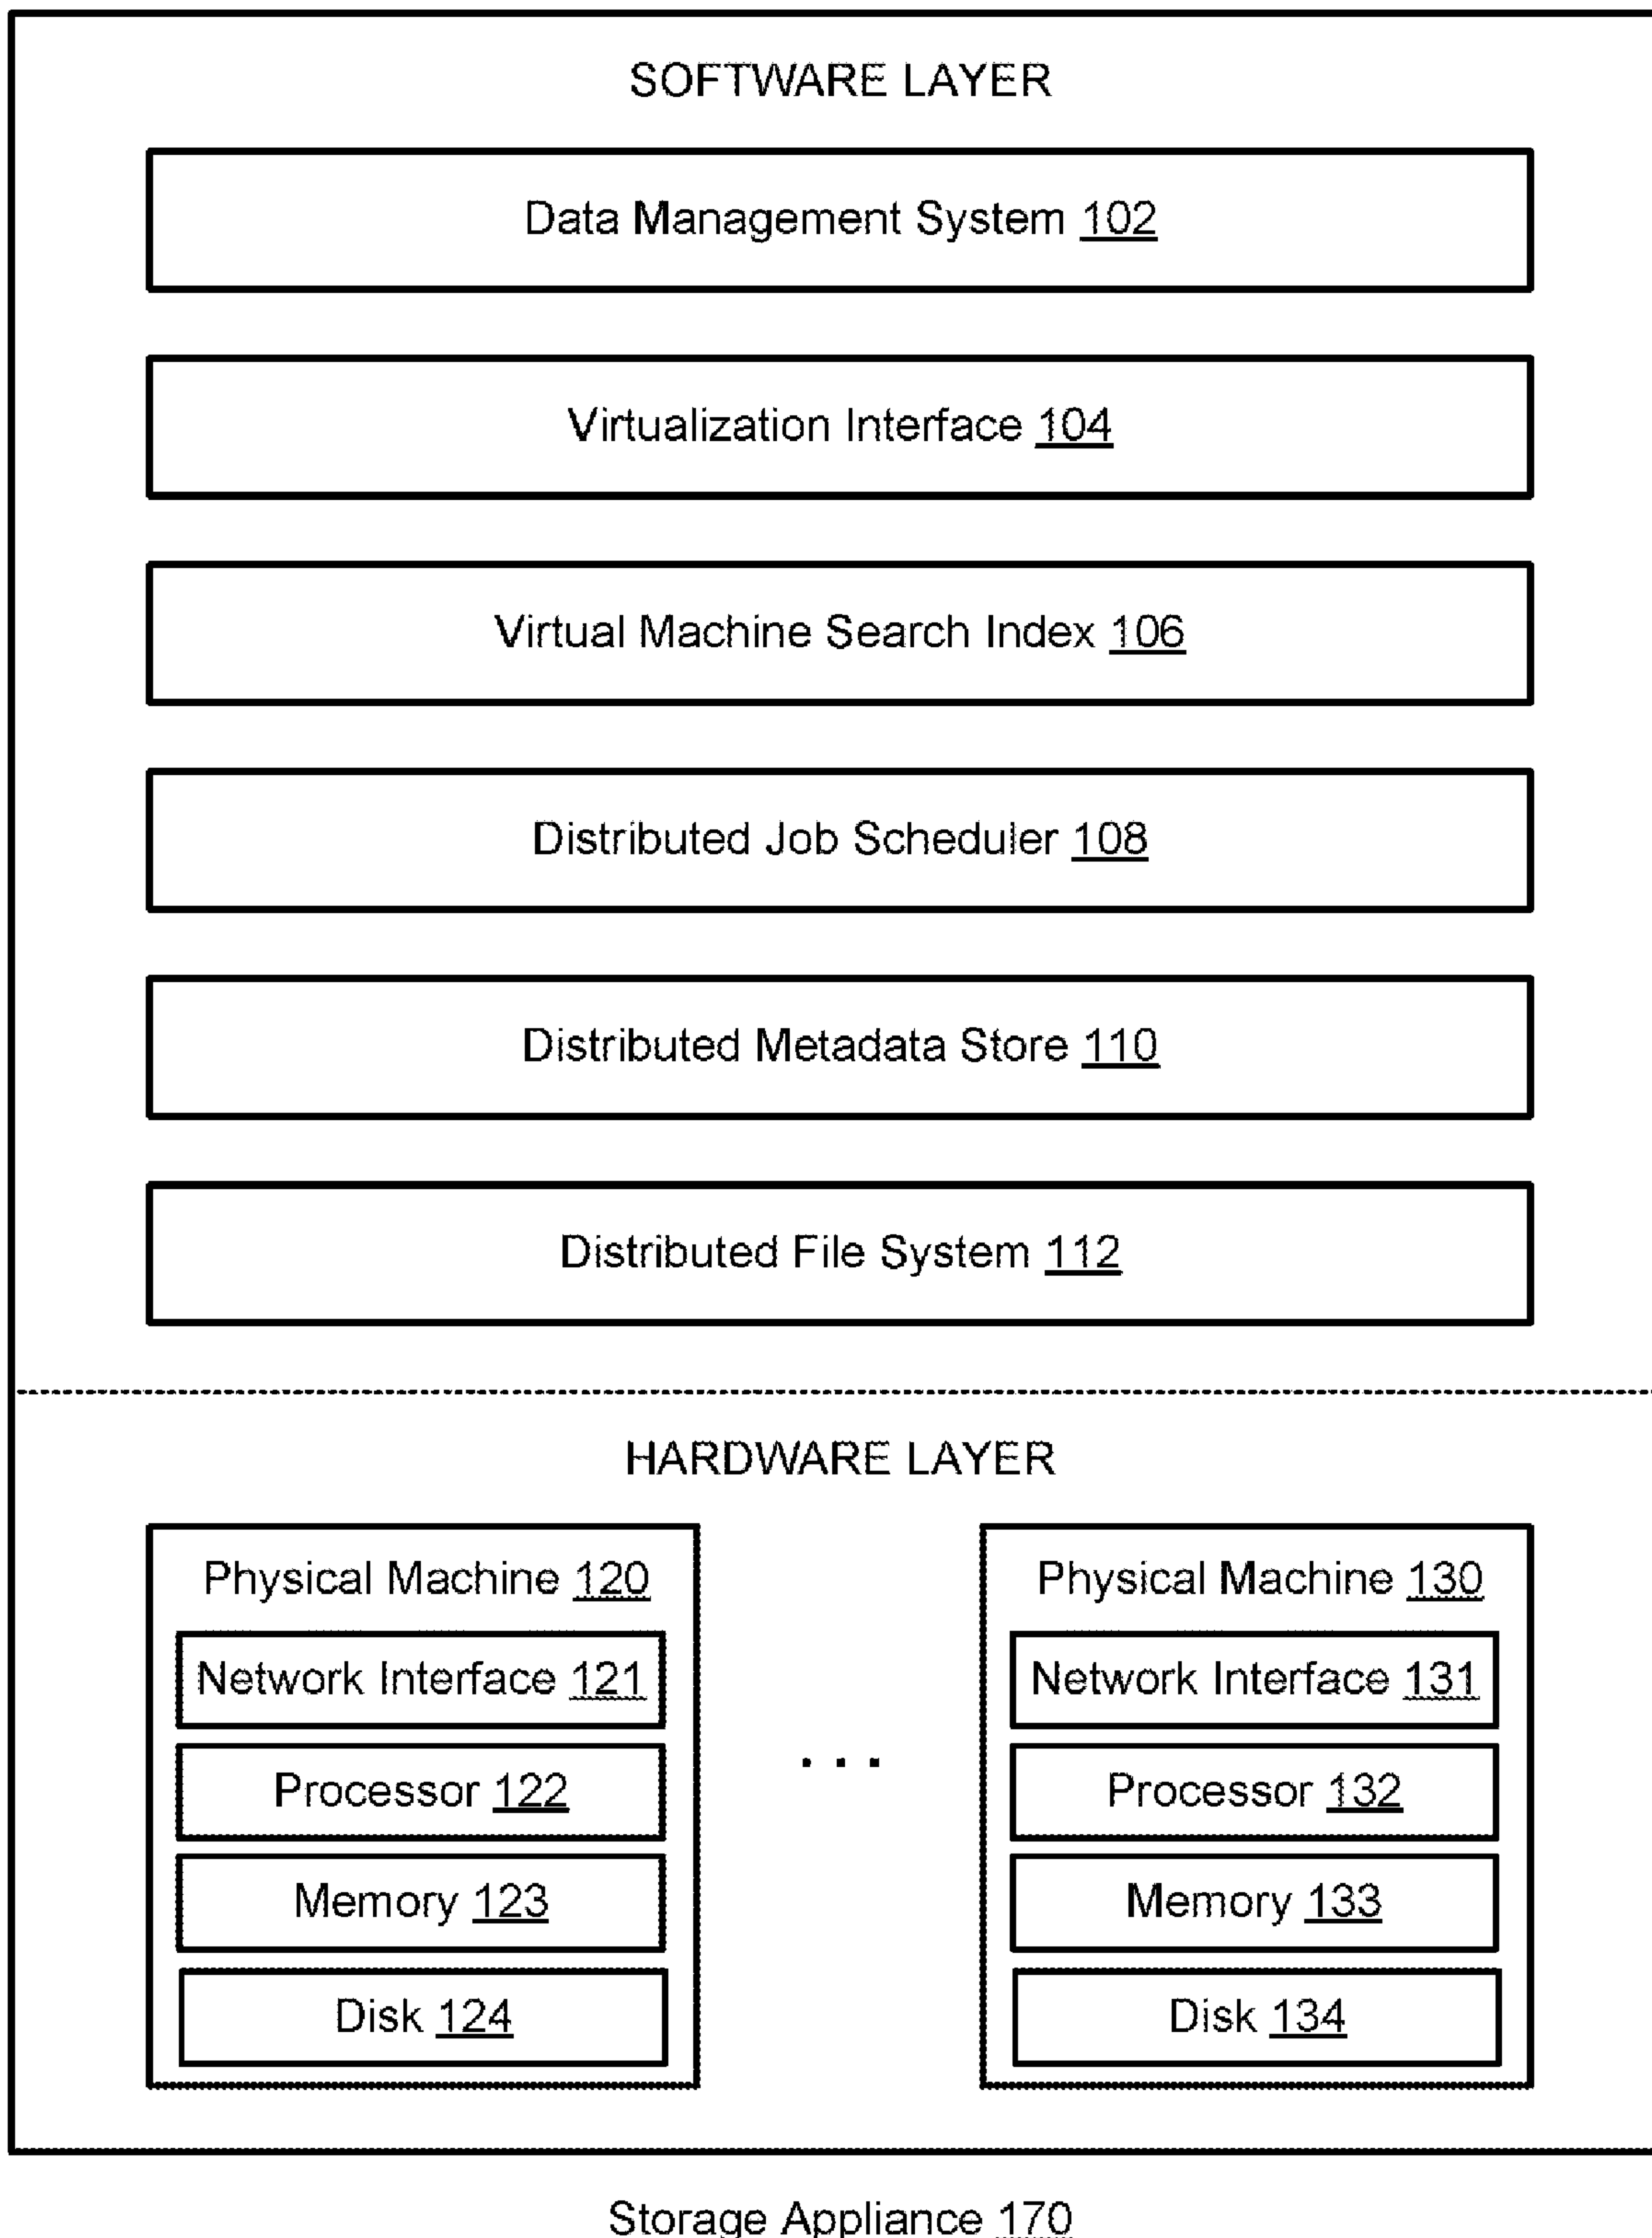 SOFTWARE LAYER
Data Management System 102
Virtualization Interface 104
Virtual Machine Search Index 106
Distributed Job Scheduler 108
Distributed Metadata Store 110
Distributed File System 112
HARDWARE LAYER
Physical Machine 120
Network Interface 121
Processor 122
Memory 123
Disk 124
...
Physical Machine 130
Network Interface 131
Processor 132
Memory 133
Disk 134
Storage Appliance 170